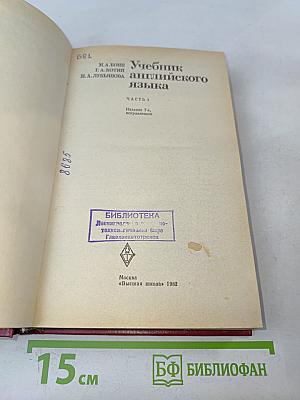 М.А.БОНК
Г.А.КОТИЙ
Н.А.ЛУКЬЯНОВА
Учебник
английского
языка
ЧАСТЬ I
Издание 7-е,
исправленное
8685
БИБЛИОТЕКА
Москва
«Высшая школа» 1982
15 см
БФ БИБЛИОФАН